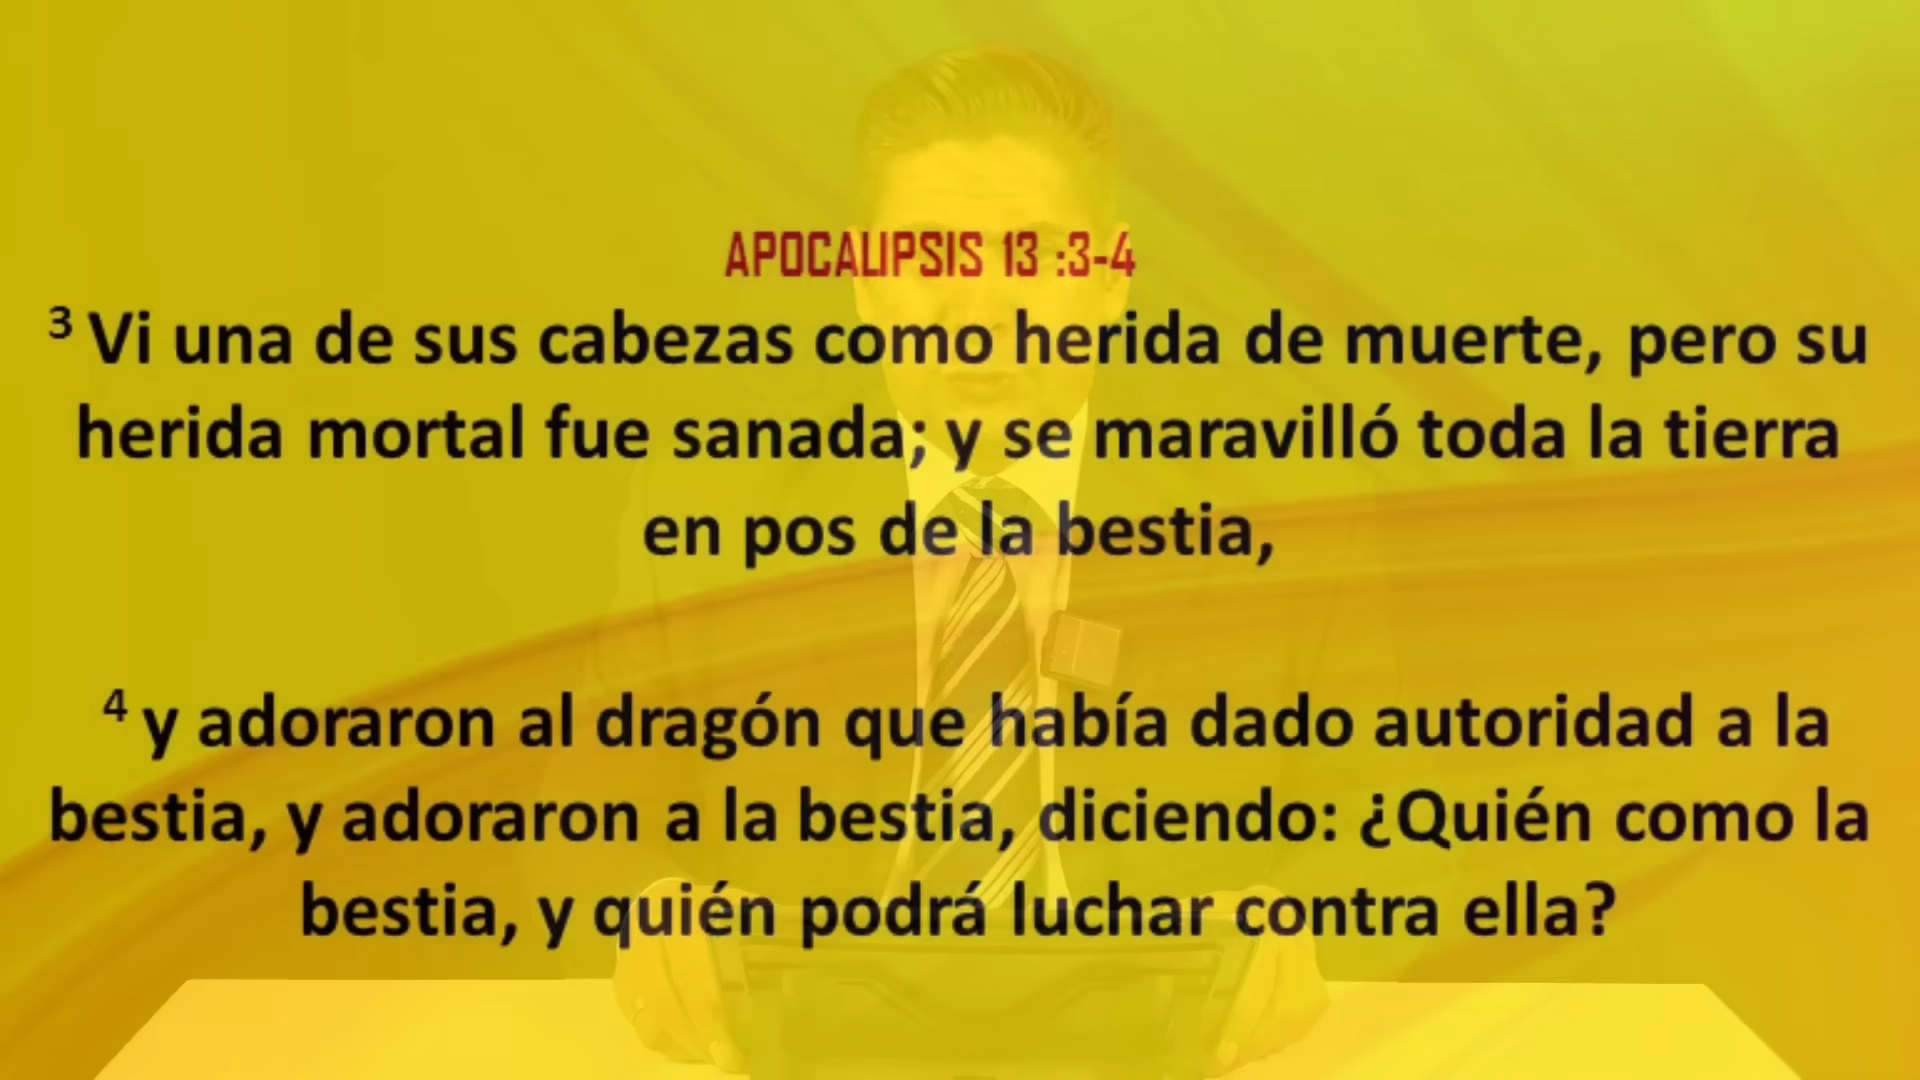 APOCALIPSIS 13 :3-4
3 Vi una de sus cabezas como herida de muerte, pero su
herida mortal fue sanada; y se maravilló toda la tierra
en pos de la bestia,
4 y adoraron al dragón que había dado autoridad a la
bestia, y adoraron a la bestia, diciendo: ¿Quién como la
bestia, y quién podrá luchar contra ella?